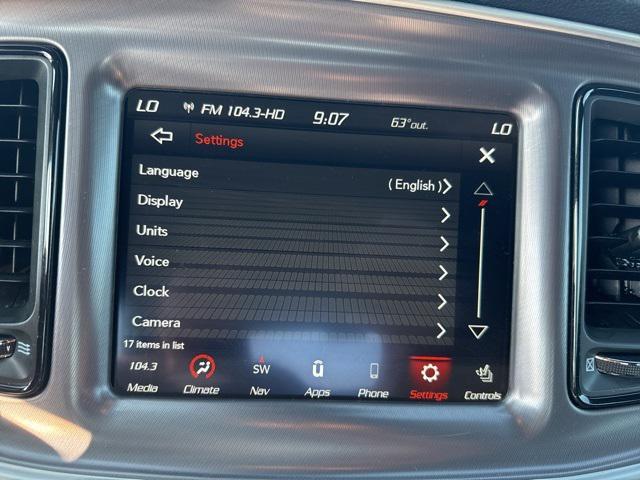 LO FM 104.3-HD 9:07 63°out. LO
Settings
Language (English)
Display
Units
Voice
Clock
Camera
17 items in list
104.3 SW
Media Climate Nav Apps Phone Settings Controls